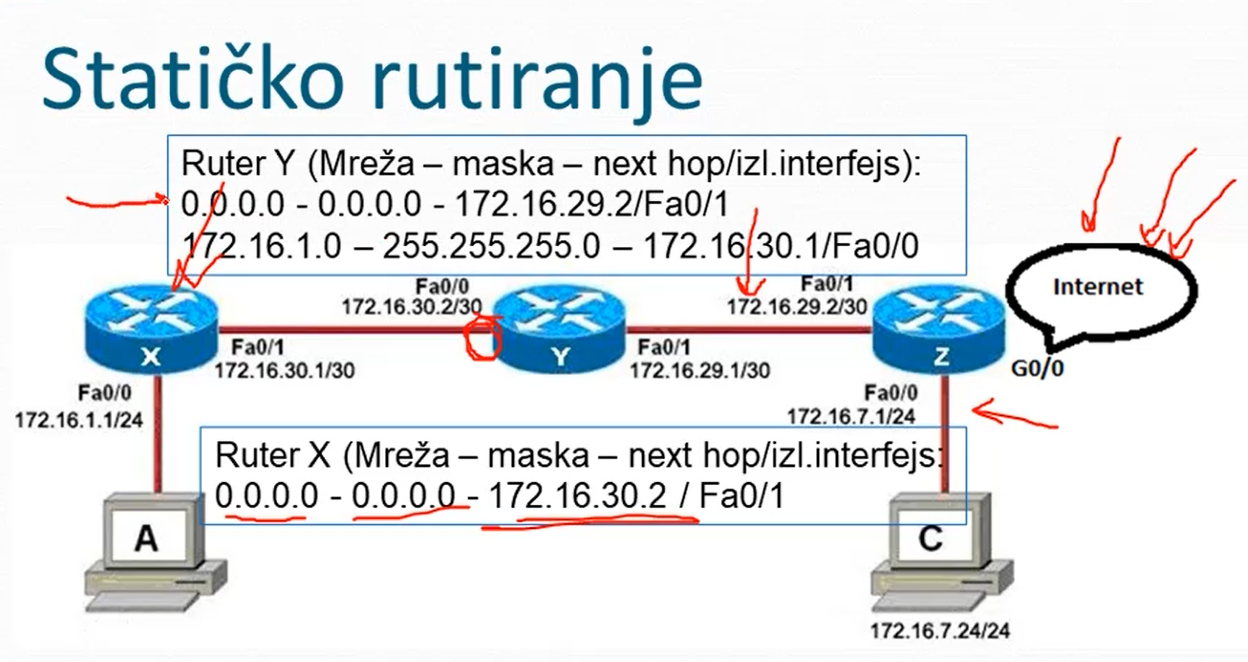 Statičko rutiranje
Ruter Y (Mreža – maska – next hop/izl.interfejs):
0.0.0.0 - 0.0.0.0 - 172.16.29.2/Fa0/1
172.16.1.0 – 255.255.255.0 – 172.16.30.1/Fa0/0
Fa0/0
172.16.30.2/30
Fa0/1
172.16.29.2/30
Internet
X
Y
Z
Fa0/1
172.16.30.1/30
Fa0/1
172.16.29.1/30
G0/0
Fa0/0
172.16.1.1/24
Fa0/0
172.16.7.1/24
Ruter X (Mreža – maska – next hop/izl.interfejs:
0.0.0.0 - 0.0.0.0 - 172.16.30.2 / Fa0/1
A
C
172.16.7.24/24